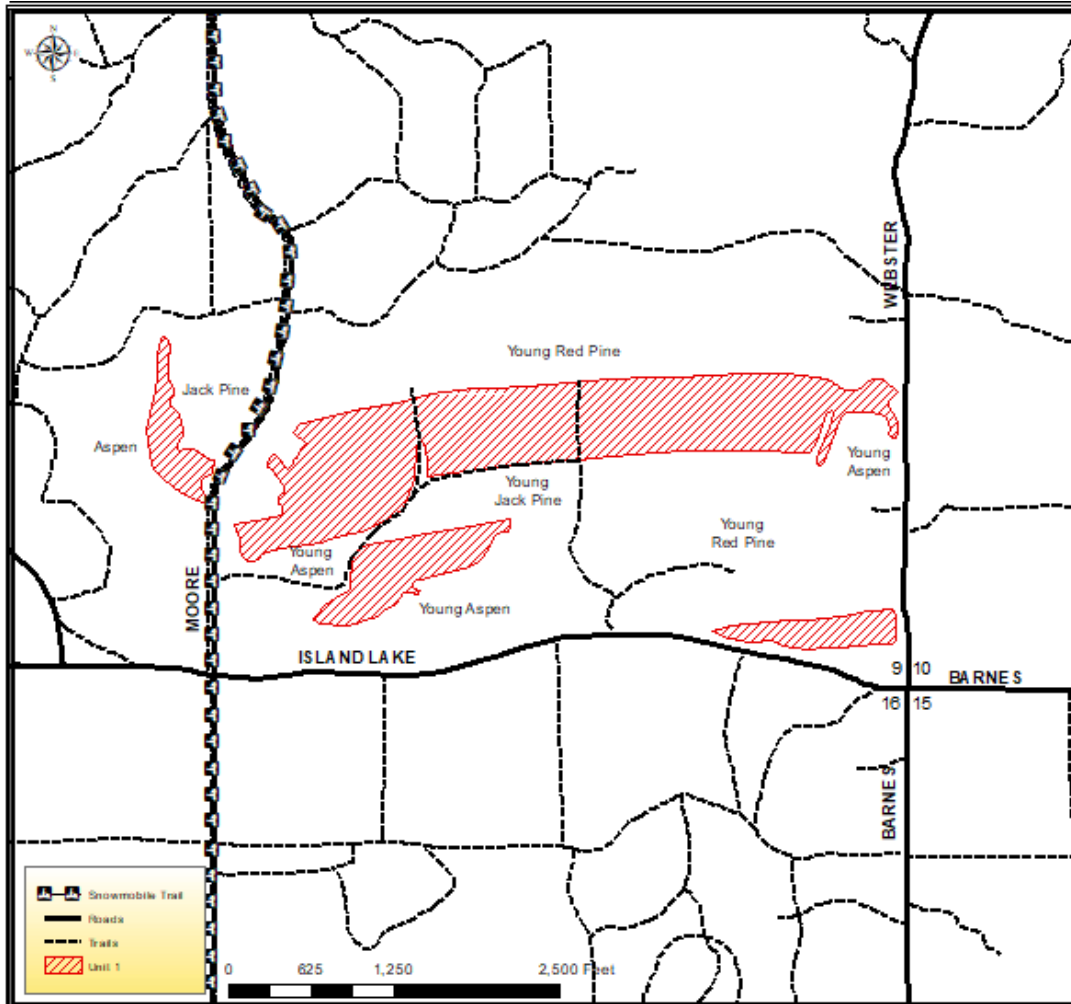 N
W E
S
WEBSTER
Young Red Pine
Jack Pine
Aspen
Young
Aspen
Young
Jack Pine
Young
Red Pine
Young
Aspen
Young Aspen
MOORE
ISLAND LAKE
9 10
BARNES
16 15
BARNES
Snowmobile Trail
Roads
Trails
Unit 1
0 625 1,250 2,500 Feet